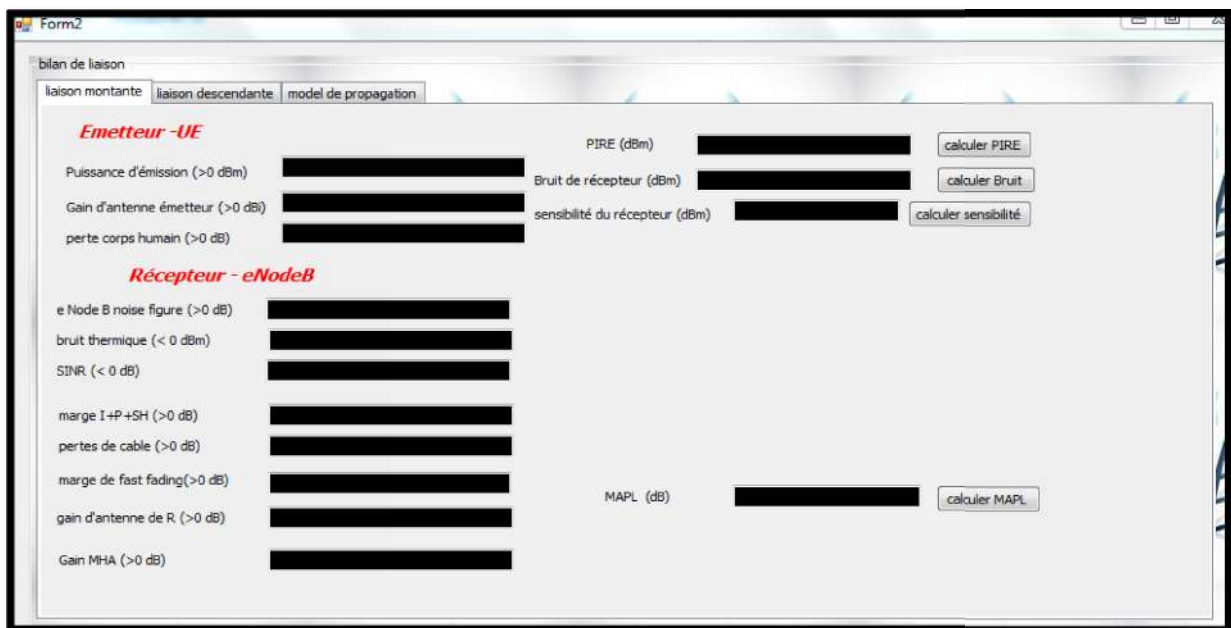 Form2
bilan de liaison
liaison montante
liaison descendante
model de propagation
Emetteur -UE
Puissance d'émission (>0 dBm)
Gain d'antenne émetteur (>0 dBi)
perte corps humain (>0 dB)
PIRE (dBm)
calculer PIRE
Bruit de récepteur (dBm)
calculer Bruit
sensibilité du récepteur (dBm)
calculer sensibilité
Récepteur - eNodeB
e Node B noise figure (>0 dB)
bruit thermique (< 0 dBm)
SINR (< 0 dB)
marge I+P+SH (>0 dB)
pertes de cable (>0 dB)
marge de fast fading(>0 dB)
gain d'antenne de R (>0 dB)
Gain MHA (>0 dB)
MAPL (dB)
calculer MAPL